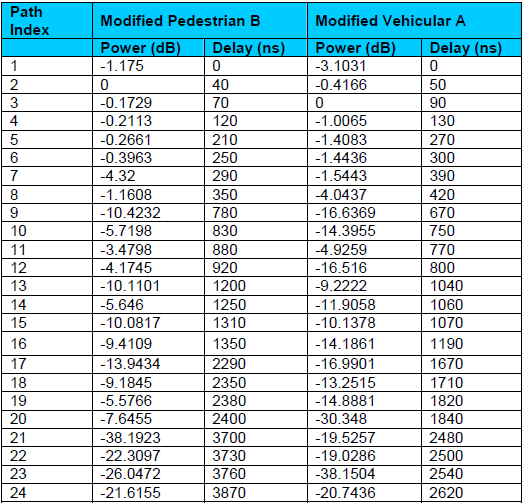 Path Index Modified Pedestrian B Modified Vehicular A
Power (dB) Delay (ns) Power (dB) Delay (ns)
1 -1.175 0 -3.1031 0
2 0 40 -0.4166 50
3 -0.1729 70 0 90
4 -0.2113 120 -1.0065 130
5 -0.2661 210 -1.4083 270
6 -0.3963 250 -1.4436 300
7 -4.32 290 -1.5443 390
8 -1.1608 350 -4.0437 420
9 -10.4232 780 -16.6369 670
10 -5.7198 830 -14.3955 750
11 -3.4798 880 -4.9259 770
12 -4.1745 920 -16.516 800
13 -10.1101 1200 -9.2222 1040
14 -5.646 1250 -11.9058 1060
15 -10.0817 1310 -10.1378 1070
16 -9.4109 1350 -14.1861 1190
17 -13.9434 2290 -16.9901 1670
18 -9.1845 2350 -13.2515 1710
19 -5.5766 2380 -14.8881 1820
20 -7.6455 2400 -30.348 1840
21 -38.1923 3700 -19.5257 2480
22 -22.3097 3730 -19.0286 2500
23 -26.0472 3760 -38.1504 2540
24 -21.6155 3870 -20.7436 2620